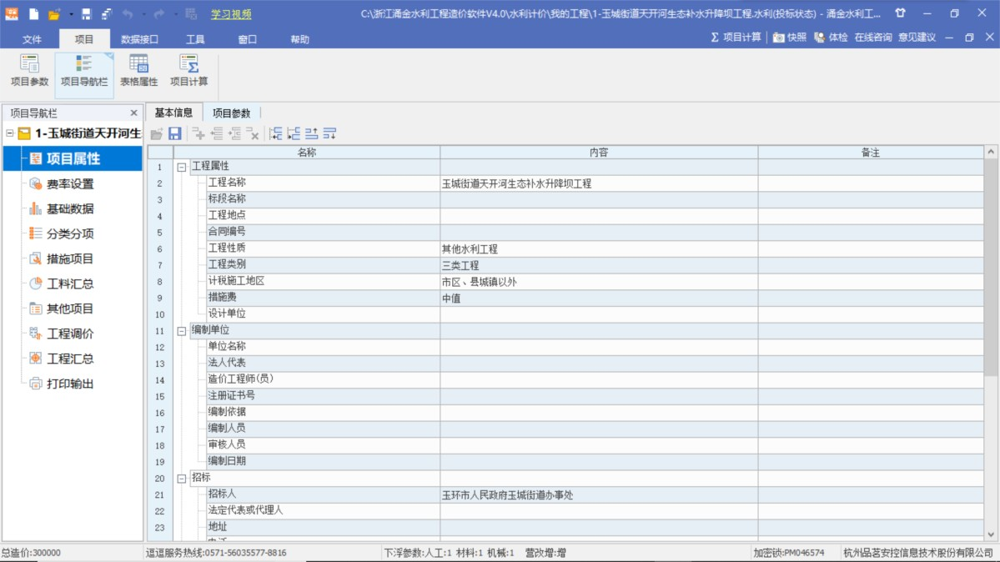 学习视频
C:\浙江涌金水利工程造价软件V4.0\水利计价\我的工程\1-玉城街道天开河生态补水升降坝工程.水利(投标状态) - 涌金水利工...
文件 项目 数据接口 工具 窗口 帮助
Σ 项目计算 快照 体检 在线咨询 意见建议
项目参数 项目导航栏 表格属性 项目计算
项目导航栏
1-玉城街道天开河生
项目属性
费率设置
基础数据
分类分项
措施项目
工料汇总
其他项目
工程调价
工程汇总
打印输出
基本信息 项目参数
名称 内容 备注
1 工程属性
2 工程名称 玉城街道天开河生态补水升降坝工程
3 标段名称
4 工程地点
5 合同编号
6 工程性质 其他水利工程
7 工程类别 三类工程
8 计税施工地区 市区、县城镇以外
9 措施费 中值
10 设计单位
11 编制单位
12 单位名称
13 法人代表
14 造价工程师(员)
15 注册证书号
16 编制依据
17 编制人员
18 审核人员
19 编制日期
20 招标
21 招标人 玉环市人民政府玉城街道办事处
22 法定代表或代理人
23 地址
总造价:300000 逗逗服务热线:0571-56035577-8816 下浮参数:人工:1 材料:1 机械:1 营改增:增 加密锁:PM046574 杭州品茗安控信息技术股份有限公司